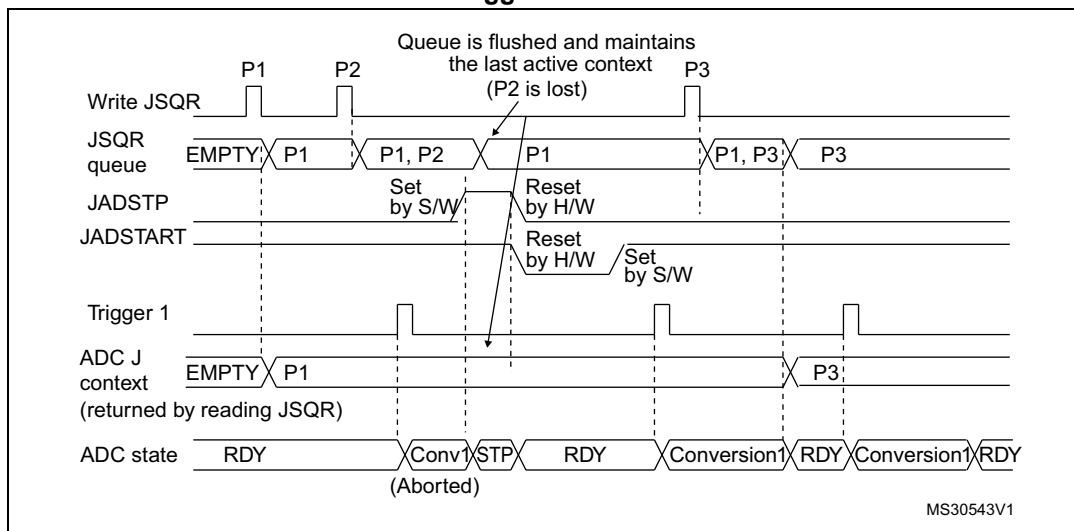 Queue is flushed and maintains
the last active context
(P2 is lost)
P1
P2
P3
Write JSQR
JSQR
queue
EMPTY
P1
P1, P2
P1
P1, P3
P3
Set
by S/W
Reset
by H/W
JADSTP
JADSTART
Reset
by H/W
Set
by S/W
Trigger 1
ADC J
context
(returned by reading JSQR)
EMPTY
P1
P3
ADC state
RDY
Conv1
STP
RDY
Conversion1
RDY
Conversion1
RDY
(Aborted)
MS30543V1